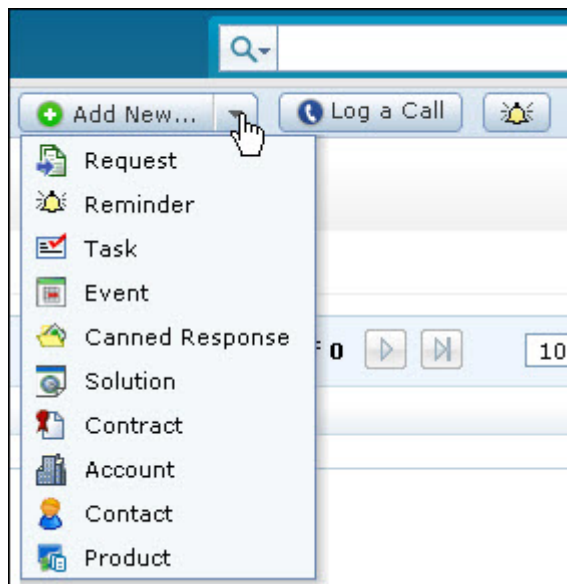 Add New...
Log a Call
Request
Reminder
Task
Event
Canned Response
0
10
Solution
Contract
Account
Contact
Product